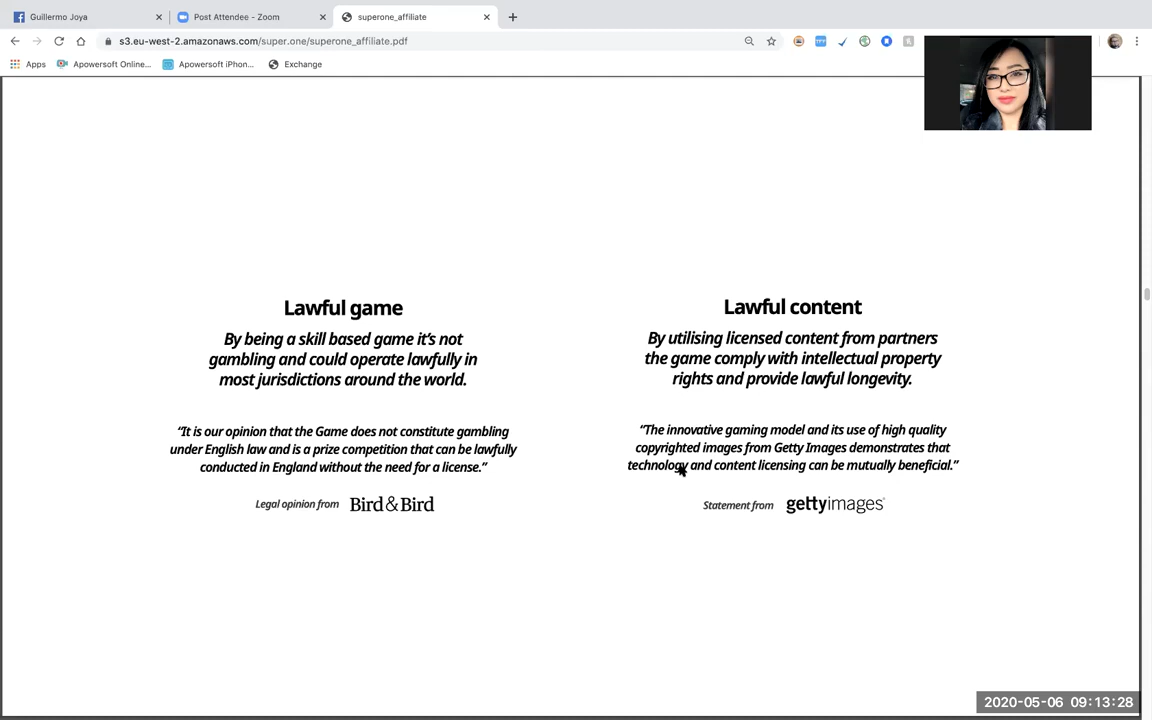 Guillermo Joya
Post Attendee - Zoom
superone_affiliate
s3.eu-west-2.amazonaws.com/super.one/superone_affiliate.pdf
Apps
Apowersoft Online...
Apowersoft iPhon...
Exchange
Lawful game
By being a skill based game it's not
gambling and could operate lawfully in
most jurisdictions around the world.
"It is our opinion that the Game does not constitute gambling
under English law and is a prize competition that can be lawfully
conducted in England without the need for a license."
Legal opinion from Bird&Bird
Lawful content
By utilising licensed content from partners
the game comply with intellectual property
rights and provide lawful longevity.
"The innovative gaming model and its use of high quality
copyrighted images from Getty Images demonstrates that
technology and content licensing can be mutually beneficial."
Statement from gettyimages®
2020-05-06 09:13:28